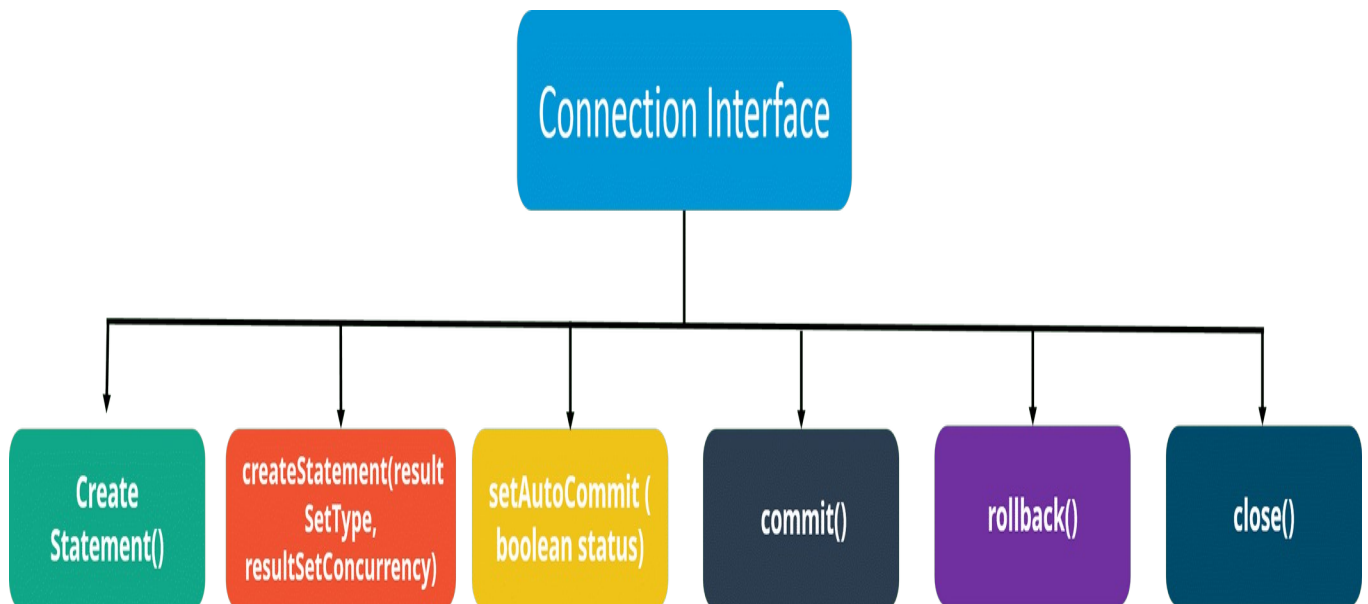 Connection Interface
Create
Statement()
createStatement(result
SetType,
resultSetConcurrency)
setAutoCommit (
boolean status)
commit()
rollback()
close()